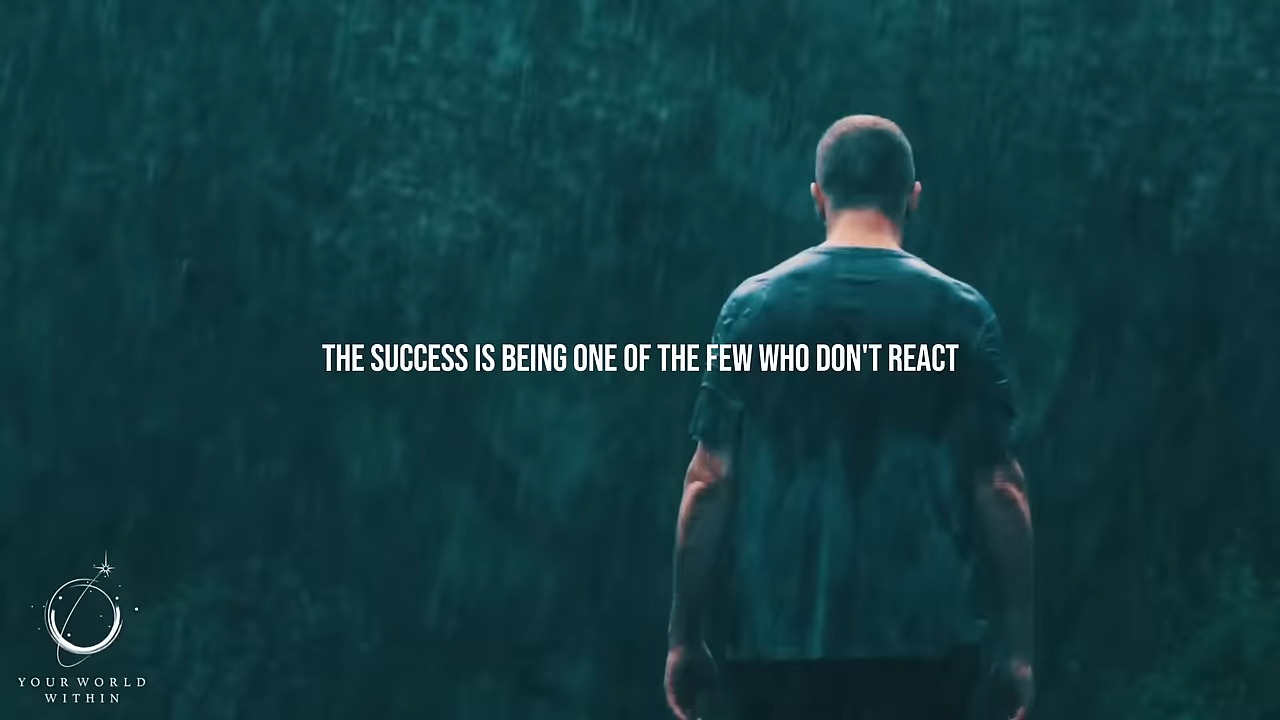 THE SUCCESS IS BEING ONE OF THE FEW WHO DON'T REACT
YOUR WORLD
WITHIN